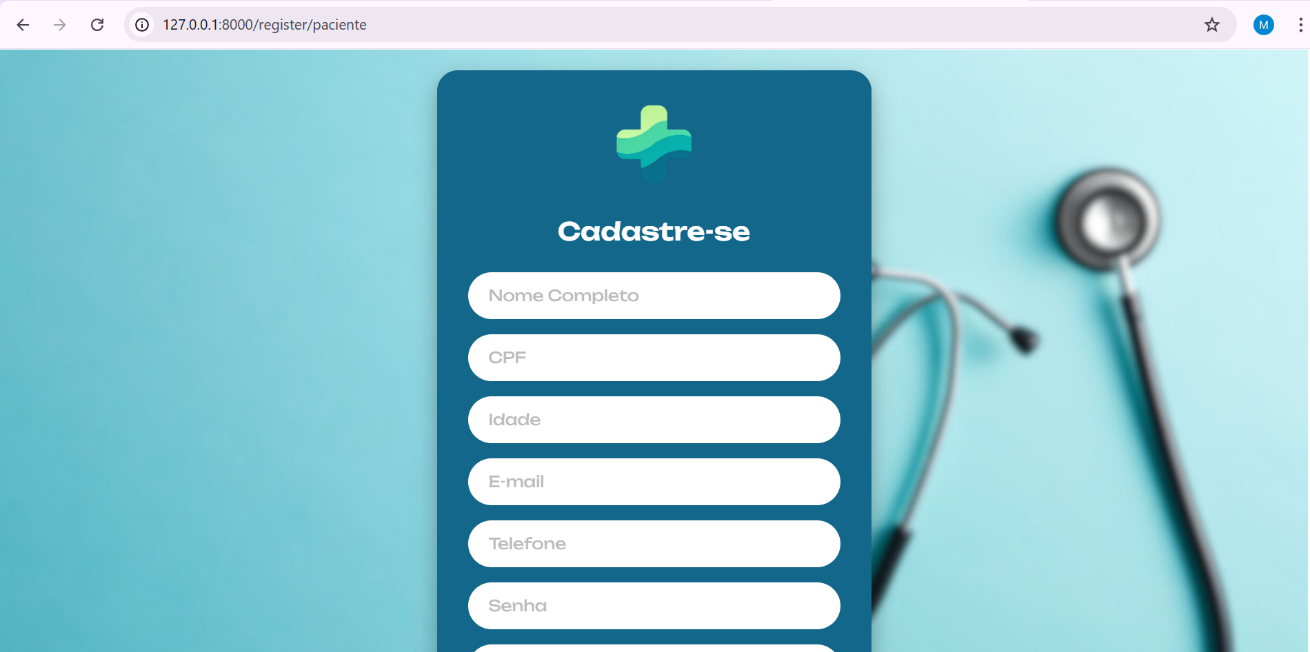 127.0.0.1:8000/register/paciente
M
Cadastre-se
Nome Completo
CPF
Idade
E-mail
Telefone
Senha